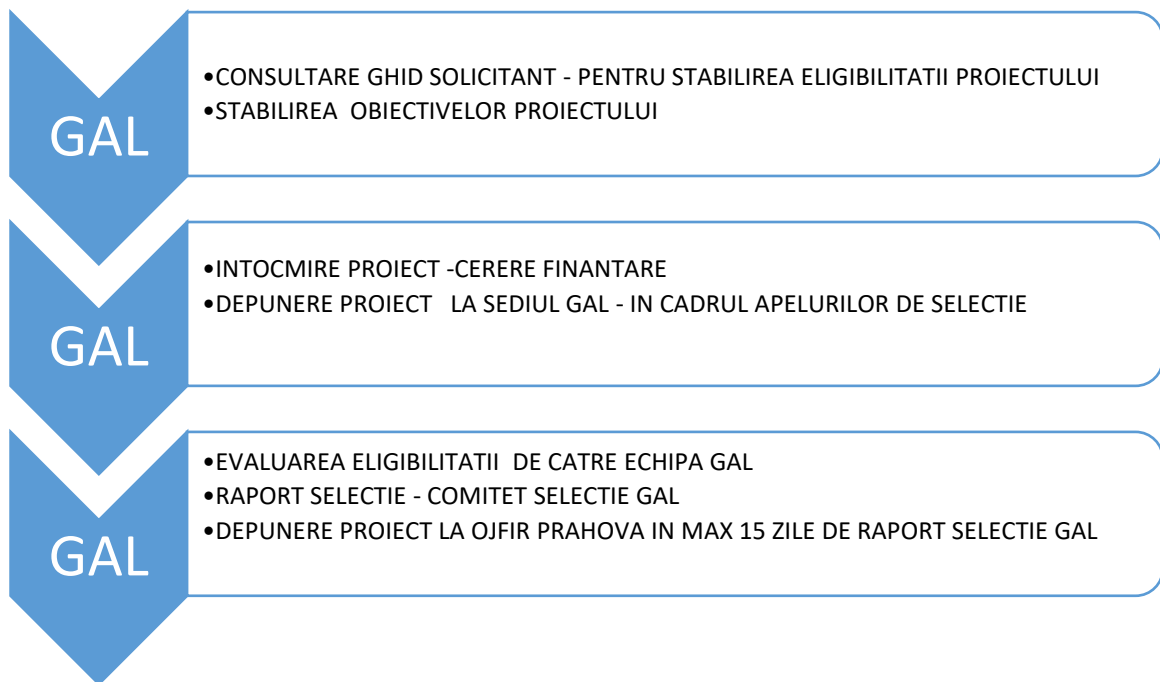 GAL
•CONSULTARE GHID SOLICITANT - PENTRU STABILIREA ELIGIBILITATII PROIECTULUI
•STABILIREA OBIECTIVELOR PROIECTULUI
GAL
•INTOCMIRE PROIECT -CERERE FINANTARE
•DEPUNERE PROIECT LA SEDIUL GAL - IN CADRUL APELURILOR DE SELECTIE
GAL
•EVALUAREA ELIGIBILITATII DE CATRE ECHIPA GAL
•RAPORT SELECTIE - COMITET SELECTIE GAL
•DEPUNERE PROIECT LA OJFIR PRAHOVA IN MAX 15 ZILE DE RAPORT SELECTIE GAL